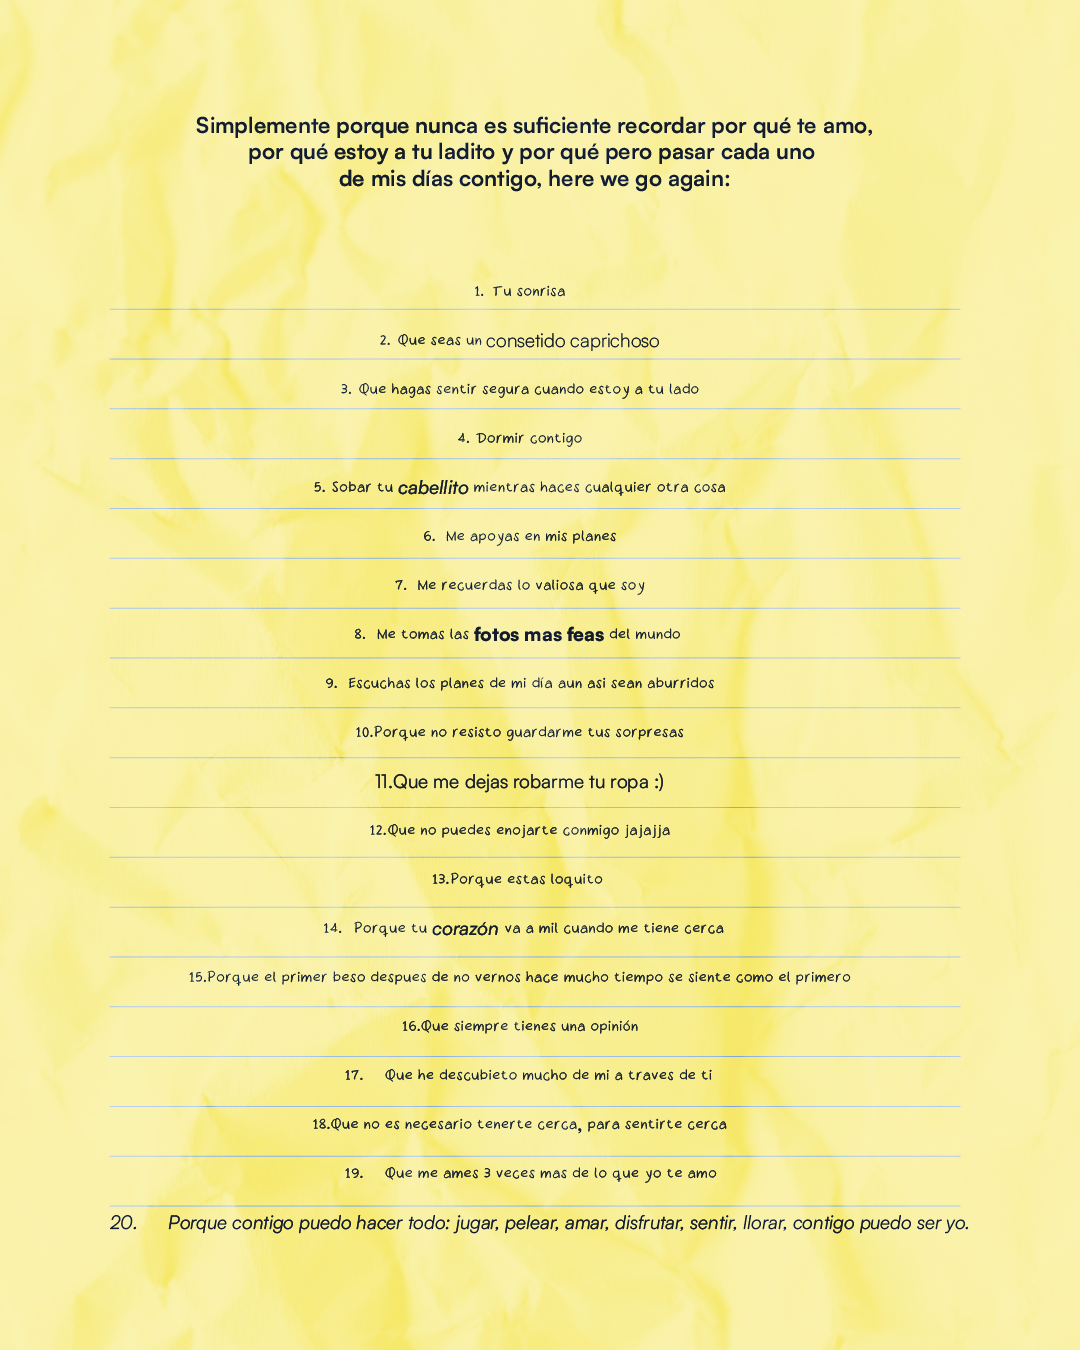 Simplemente porque nunca es suficiente recordar por qué te amo,
por qué estoy a tu ladito y por qué pero pasar cada uno
de mis días contigo, here we go again:
1. Tu sonrisa
2. Que seas un consetido caprichoso
3. Que hagas sentir segura cuando estoy a tu lado
4. Dormir contigo
5. Sobar tu cabellito mientras haces cualquier otra cosa
6. Me apoyas en mis planes
7. Me recuerdas lo valiosa que soy
8. Me tomas las fotos mas feas del mundo
9. Escuchas los planes de mi día aun asi sean aburridos
10.Porque no resisto guardarme tus sorpresas
11.Que me dejas robarme tu ropa :)
12.Que no puedes enojarte conmigo jajajja
13.Porque estas loquito
14. Porque tu corazón va a mil cuando me tiene cerca
15.Porque el primer beso despues de no vernos hace mucho tiempo se siente como el primero
16.Que siempre tienes una opinión
17. Que he descubieto mucho de mi a traves de ti
18.Que no es necesario tenerte cerca, para sentirte cerca
19. Que me ames 3 veces mas de lo que yo te amo
20. Porque contigo puedo hacer todo: jugar, pelear, amar, disfrutar, sentir, llorar, contigo puedo ser yo.